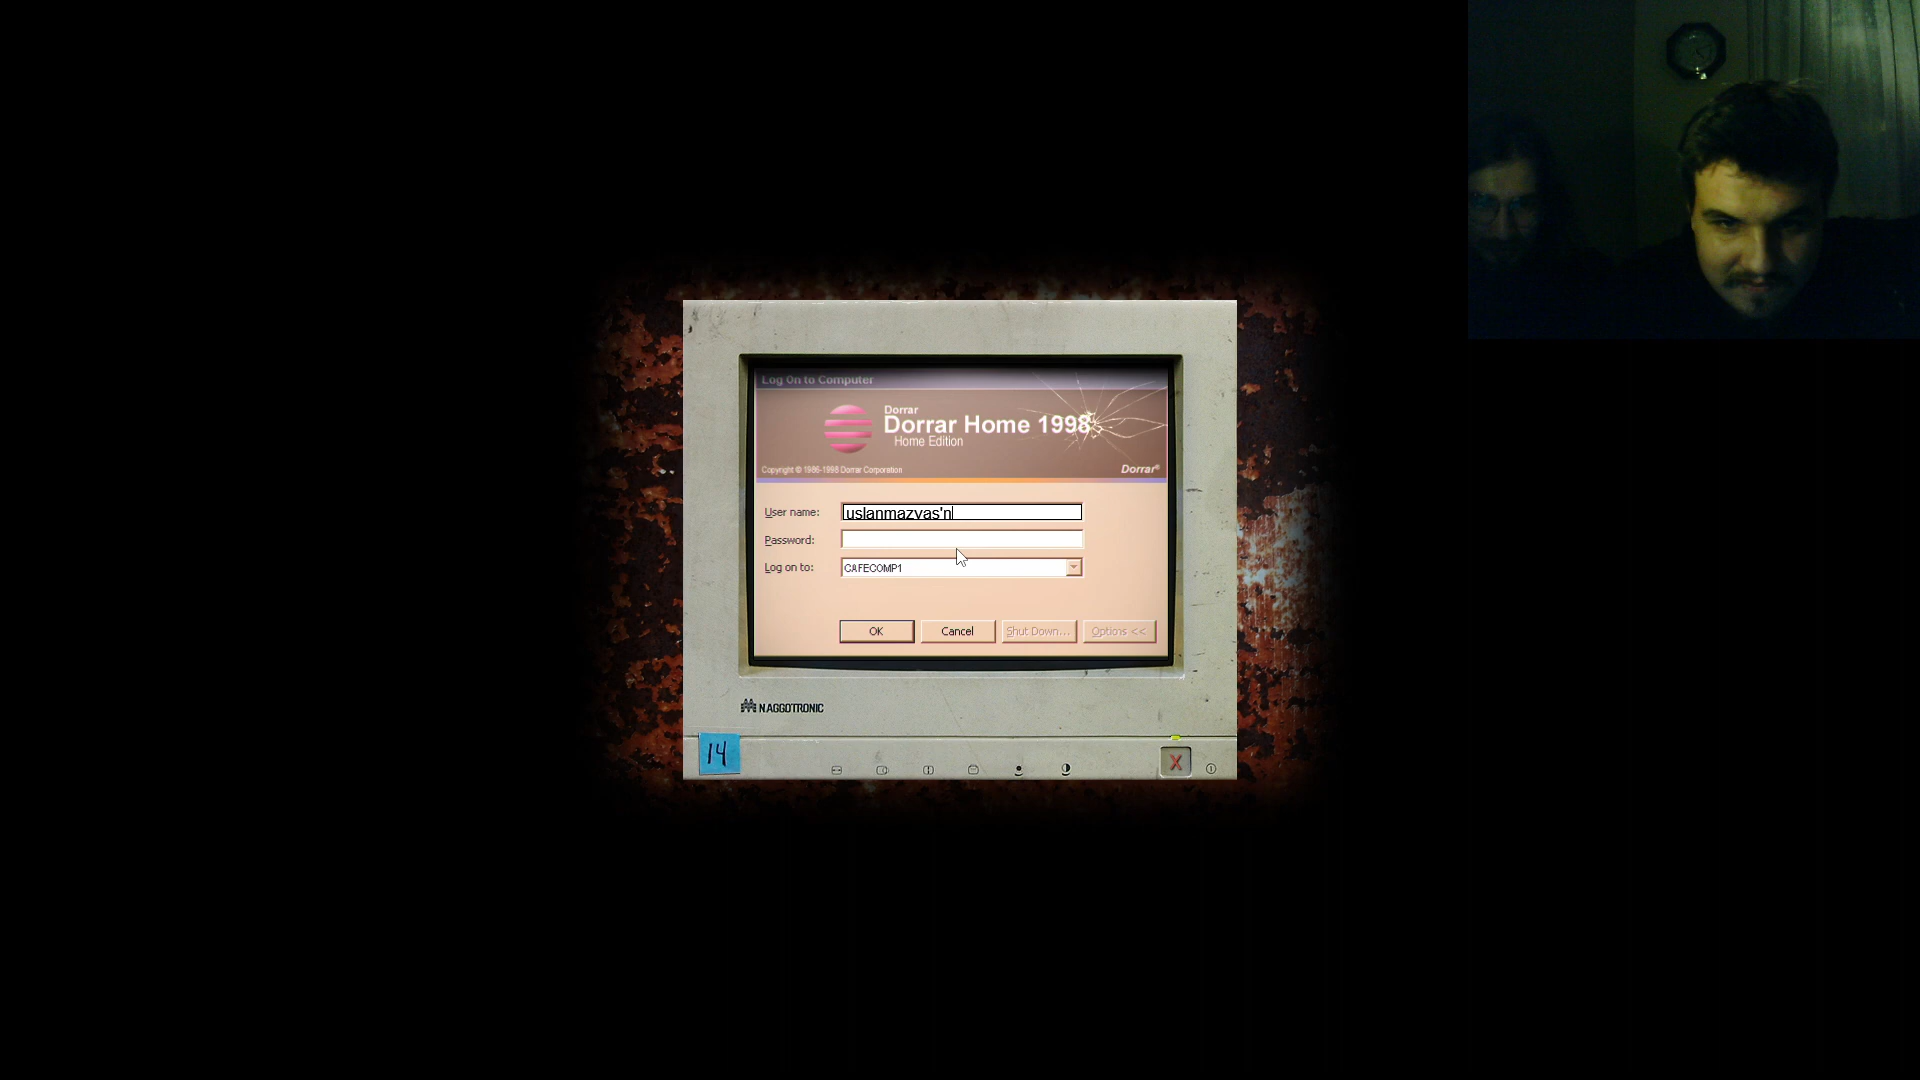 Log On to Computer
Dorrar
Dorrar Home 1998
Home Edition
Copyright © 1986-1998 Dorrar Corporation
Dorrar®
User name: uslanmazvas'n
Password:
Log on to: CAFECOMP1
OK Cancel Shut Down... Options <<
NAGGOTRONIC
14
X